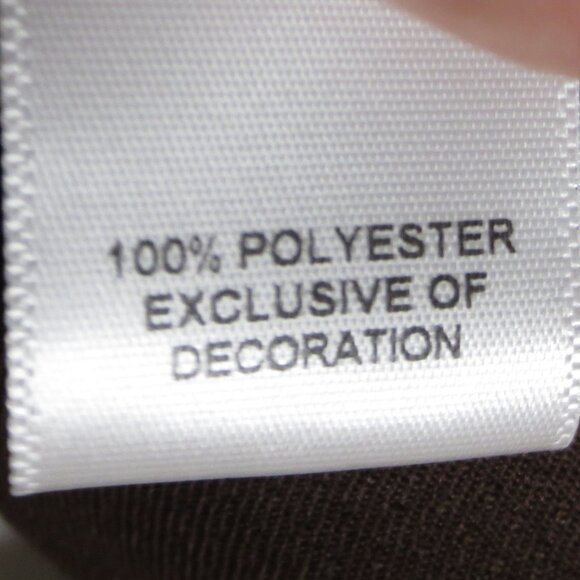 100% POLYESTER
EXCLUSIVE OF
DECORATION